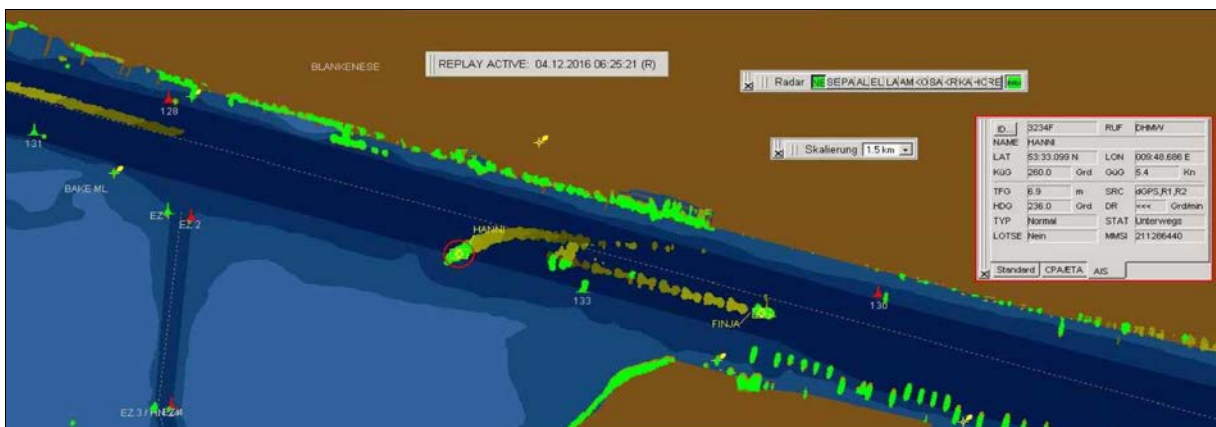 BLANKENESE
REPLAY ACTIVE: 04.12.2016 06:25:21 (R)
Radar
Skalierung 1.5 km
ID... 3234F RUF DHMW
NAME HANNI
LAT 53:33.099 N LON 009:48.686 E
KüG 260.0 Grd GüG 5.4 Kn
TFG 6.9 m SRC dGPS,R1,R2
HDG 236.0 Grd DR <<< Grd/min
TYP Normal STAT Unterwegs
LOTSE Nein MMSI 211286440
Standard CPA/ETA AIS
128
131
BAKE ML
EZ
EZ 2
HANNI
133
130
FINJA
EZ 3